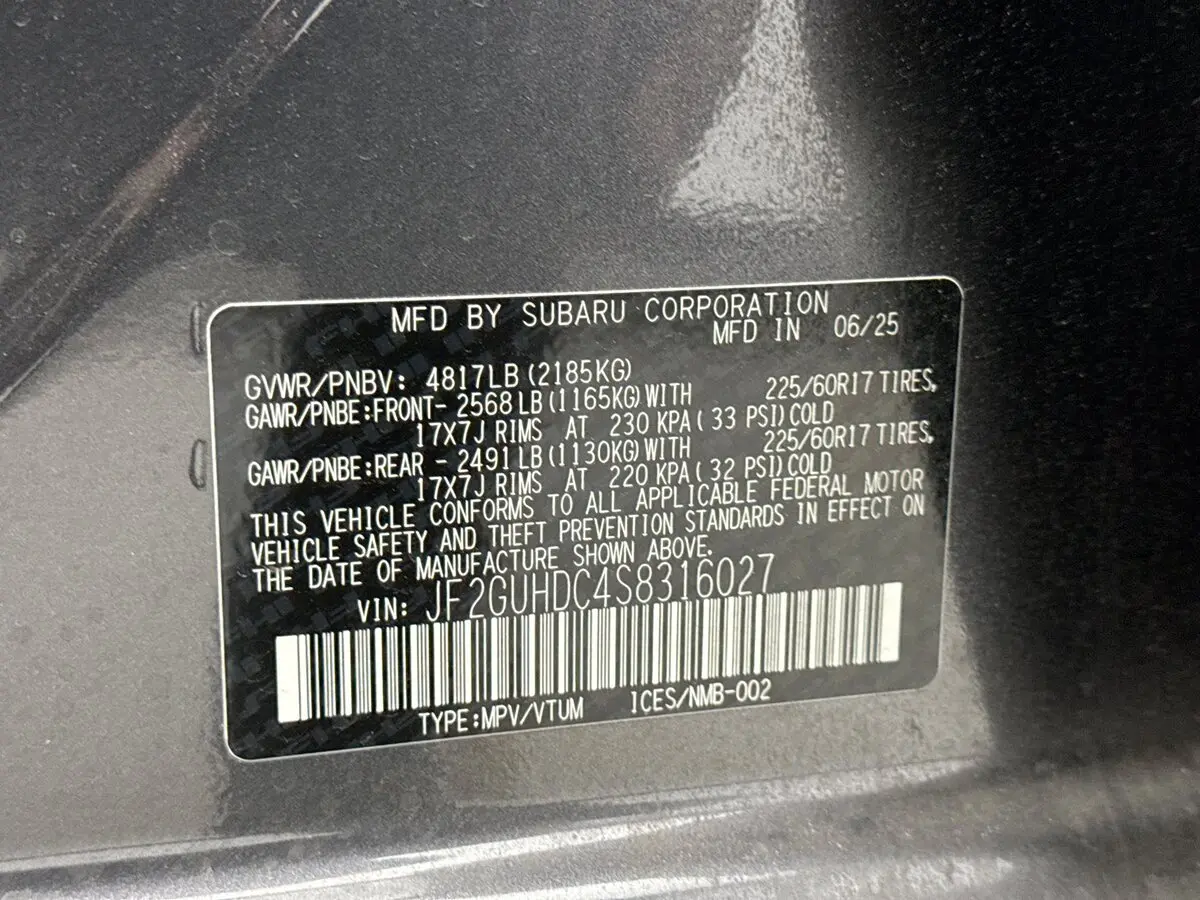 MFD BY SUBARU CORPORATION
MFD IN 06/25
GVWR/PNBV: 4817LB (2185KG)
GAWR/PNBE:FRONT- 2568 LB (1165KG) WITH 225/60R17 TIRES,
17X7J RIMS AT 230 KPA ( 33 PSI) COLD
GAWR/PNBE:REAR - 2491 LB (1130KG) WITH 225/60R17 TIRES,
17X7J RIMS AT 220 KPA ( 32 PSI) COLD
THIS VEHICLE CONFORMS TO ALL APPLICABLE FEDERAL MOTOR
VEHICLE SAFETY AND THEFT PREVENTION STANDARDS IN EFFECT ON
THE DATE OF MANUFACTURE SHOWN ABOVE.
VIN: JF2GUHDC4S8316027
TYPE:MPV/VTUM ICES/NMB-002